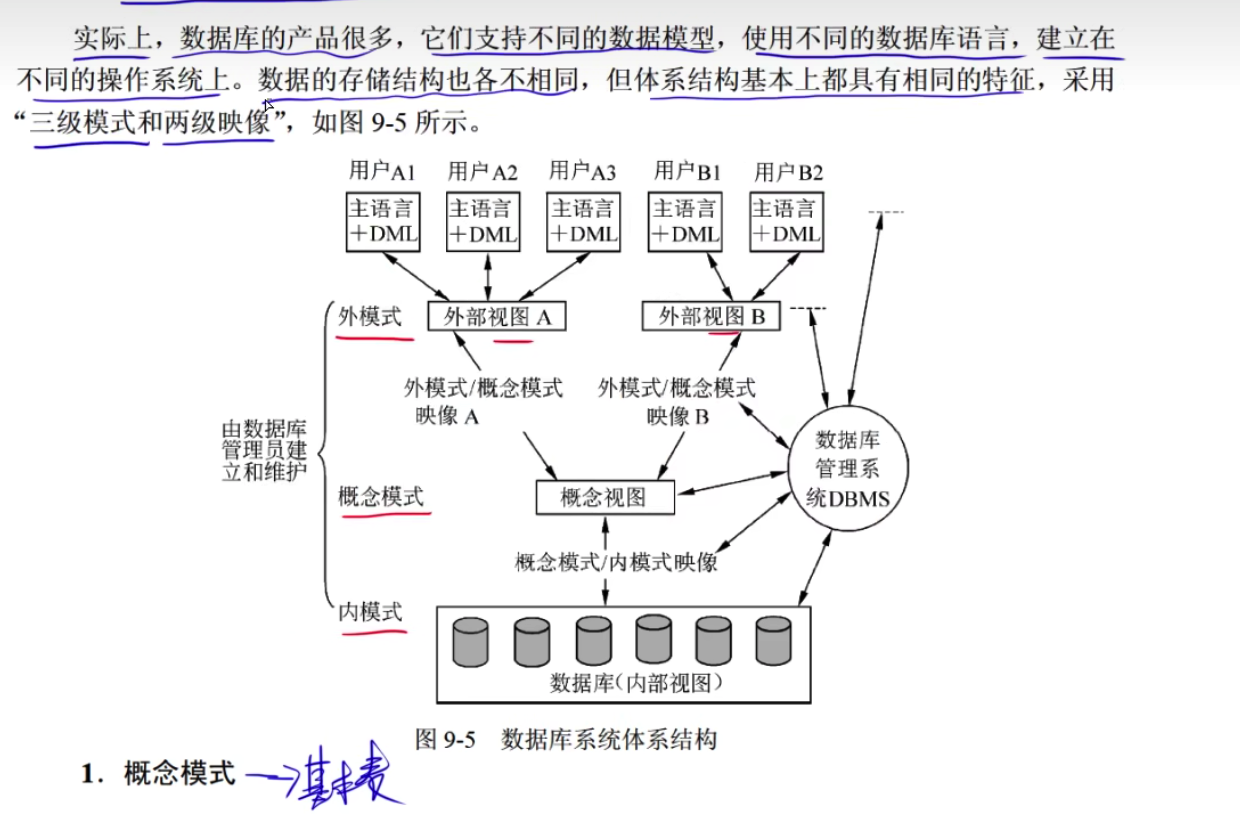 实际上，数据库的产品很多，它们支持不同的数据模型，使用不同的数据库语言，建立在
不同的操作系统上。数据的存储结构也各不相同，但体系结构基本上都具有相同的特征，采用
“三级模式和两级映像”，如图 9-5 所示。
用户A1 用户A2 用户A3 用户B1 用户B2
主语言 主语言 主语言 主语言 主语言
＋DML ＋DML ＋DML ＋DML ＋DML
外模式 外部视图 A 外部视图 B
外模式/概念模式 外模式/概念模式
映像 A 映像 B
由数据库
管理员建
立和维护
数据库
管理系
统DBMS
概念模式 概念视图
概念模式/内模式映像
内模式
数据库（内部视图）
图 9-5 数据库系统体系结构
1．概念模式 → 基本表